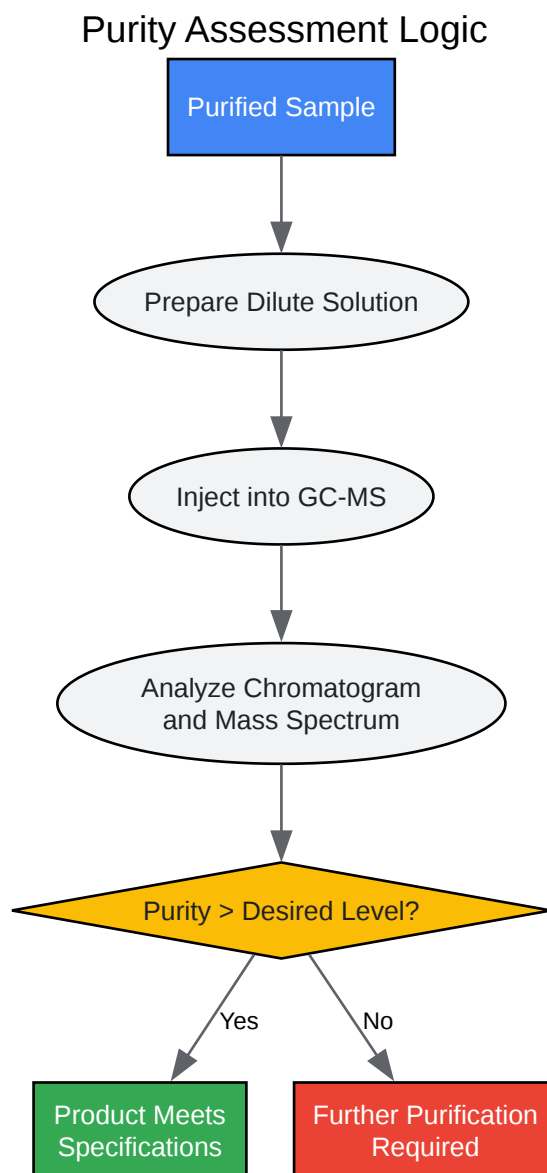 Purity Assessment Logic
Purified Sample
Prepare Dilute Solution
Inject into GC-MS
Analyze Chromatogram
and Mass Spectrum
Purity > Desired Level?
Yes
No
Product Meets
Specifications
Further Purification
Required